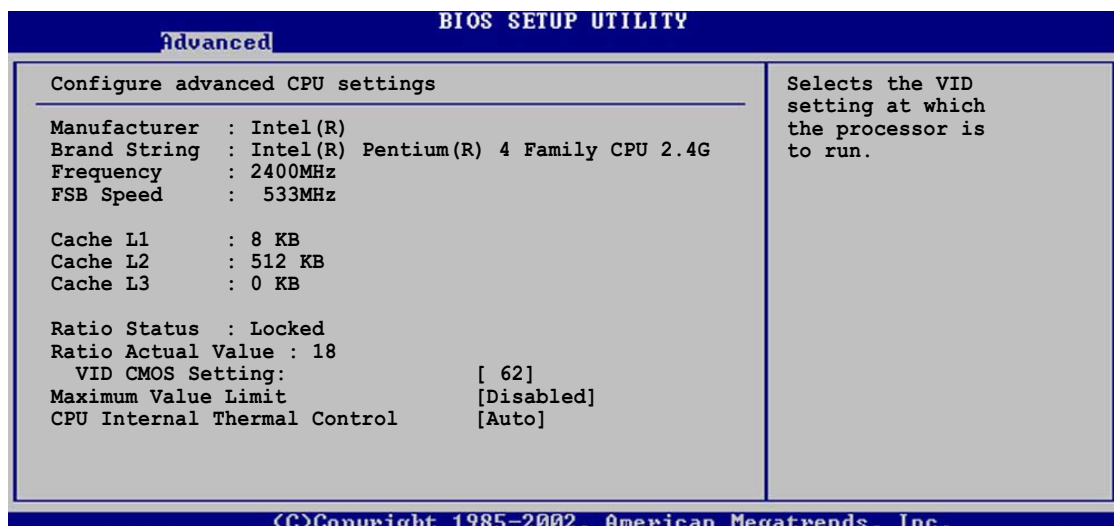 BIOS SETUP UTILITY
Advanced
Configure advanced CPU settings
Manufacturer : Intel(R)
Brand String : Intel(R) Pentium(R) 4 Family CPU 2.4G
Frequency : 2400MHz
FSB Speed : 533MHz
Cache L1 : 8 KB
Cache L2 : 512 KB
Cache L3 : 0 KB
Ratio Status : Locked
Ratio Actual Value : 18
VID CMOS Setting: [ 62]
Maximum Value Limit [Disabled]
CPU Internal Thermal Control [Auto]
Selects the VID
setting at which
the processor is
to run.
(C)Copyright 1985-2002, American Megatrends, Inc.